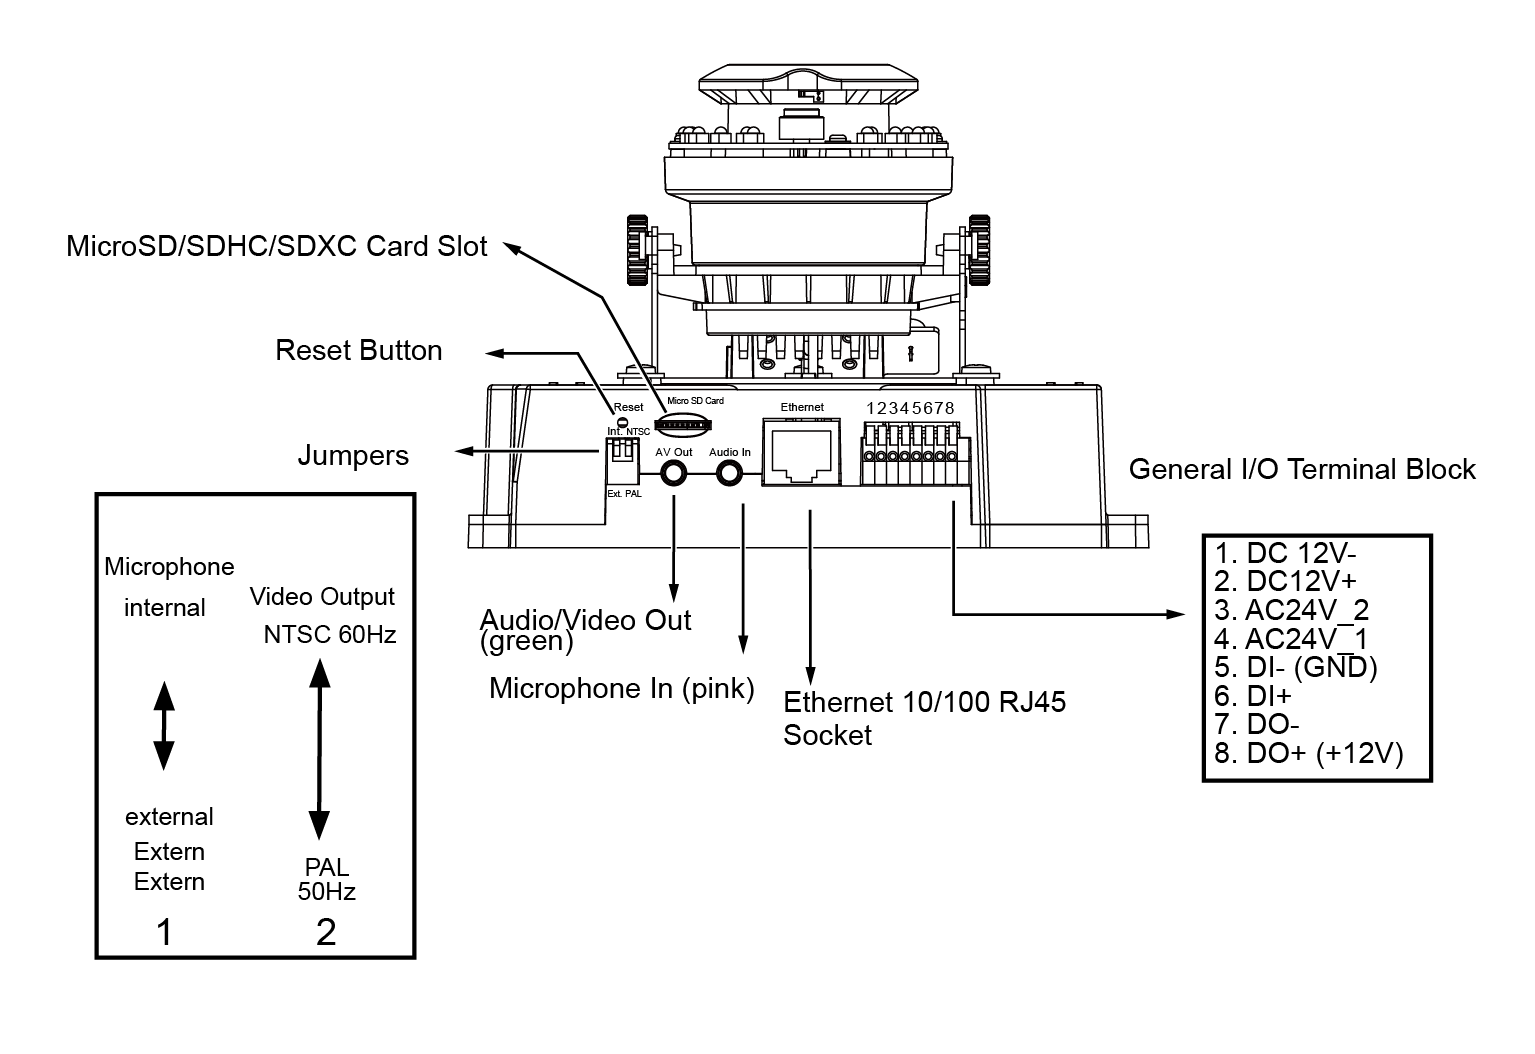 MicroSD/SDHC/SDXC Card Slot
Reset Button
Jumpers
Reset
Micro SD Card
Ethernet
12345678
Int. NTSC
AV Out
Audio In
Ext. PAL
General I/O Terminal Block
1. DC 12V-
2. DC12V+
3. AC24V_2
4. AC24V_1
5. DI- (GND)
6. DI+
7. DO-
8. DO+ (+12V)
Audio/Video Out
(green)
Microphone In (pink)
Ethernet 10/100 RJ45
Socket
Microphone
internal
external
Extern
Extern
1
Video Output
NTSC 60Hz
PAL
50Hz
2